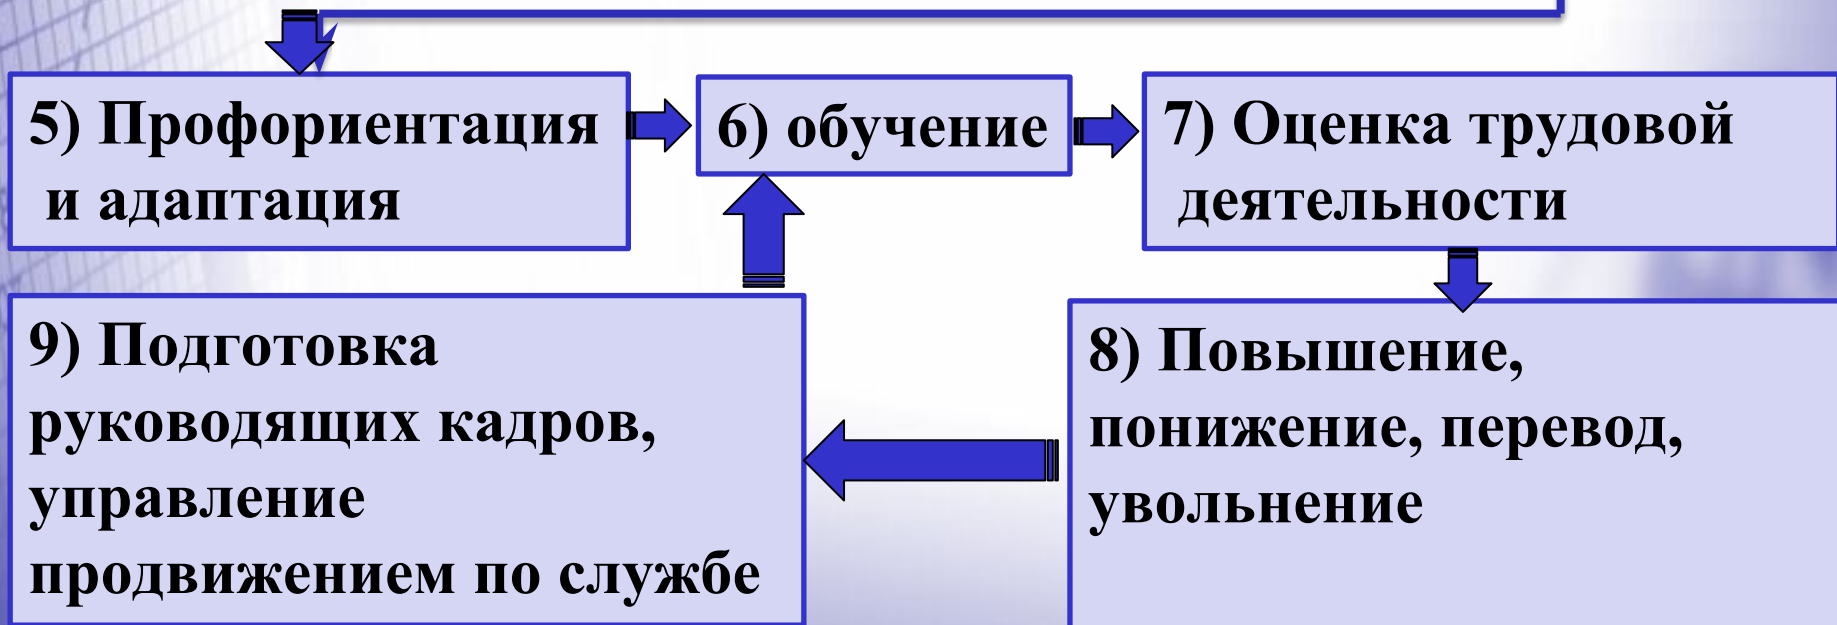 5) Профориентация
и адаптация
6) обучение
7) Оценка трудовой
деятельности
8) Повышение,
понижение, перевод,
увольнение
9) Подготовка
руководящих кадров,
управление
продвижением по службе